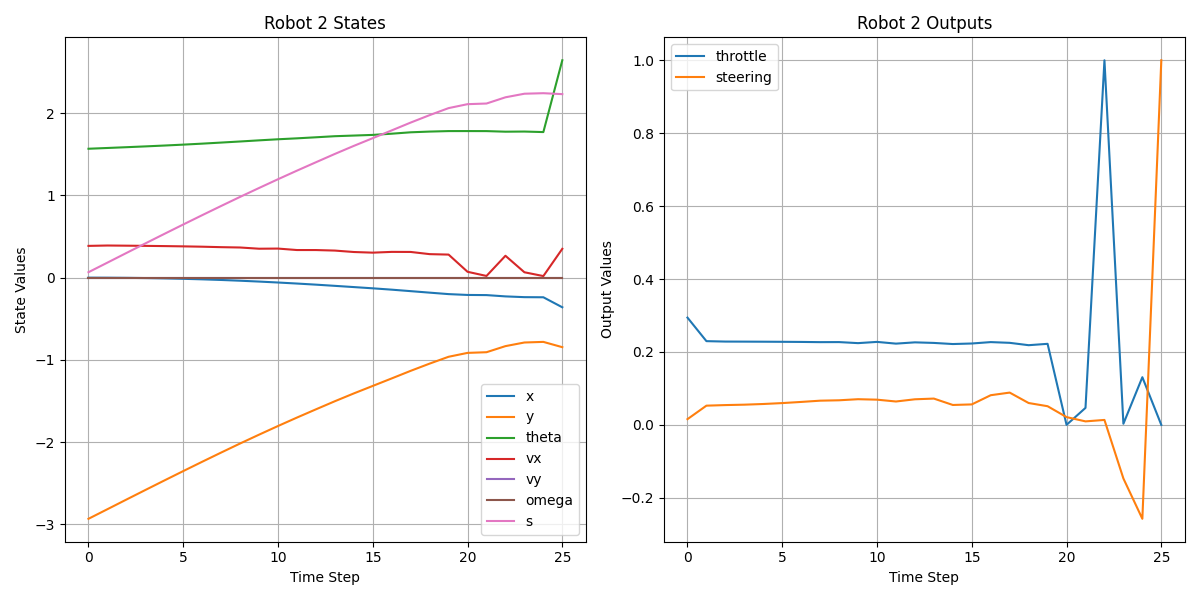 Robot 2 States
State Values
2
1
0
−1
−2
−3
x
y
theta
vx
vy
omega
s
0 5 10 15 20 25
Time Step
Robot 2 Outputs
throttle
steering
Output Values
1.0
0.8
0.6
0.4
0.2
0.0
−0.2
0 5 10 15 20 25
Time Step